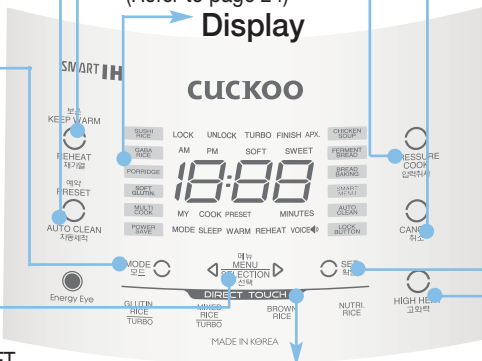 (Refer to page 24)
Display
SMART IH
CUCKOO
보온
KEEP WARM
REHEAT
재가열
예약
PRESET
AUTO CLEAN
자동세척
SUSHI RICE
GABA RICE
PORRIDGE
SOFT GLUTIN.
MULTI COOK
POWER SAVE
LOCK UNLOCK TURBO FINISH APX.
AM PM SOFT SWEET
18:88
MY COOK PRESET MINUTES
MODE SLEEP WARM REHEAT VOICE
CHICKEN SOUP
FERMENT BREAD
BREAD BAKING
SMART MENU
AUTO CLEAN
LOCK BUTTON
PRESSURE
COOK
압력취사
취소
MODE
모드
메뉴
MENU
SELECTION
선택
SET
Energy Eye
DIRECT TOUCH
GLUTIN RICE
TURBO
MIXED RICE
TURBO
BROWN RICE
NUTRI. RICE
HIGH HEAT
고화력
MADE IN KOREA